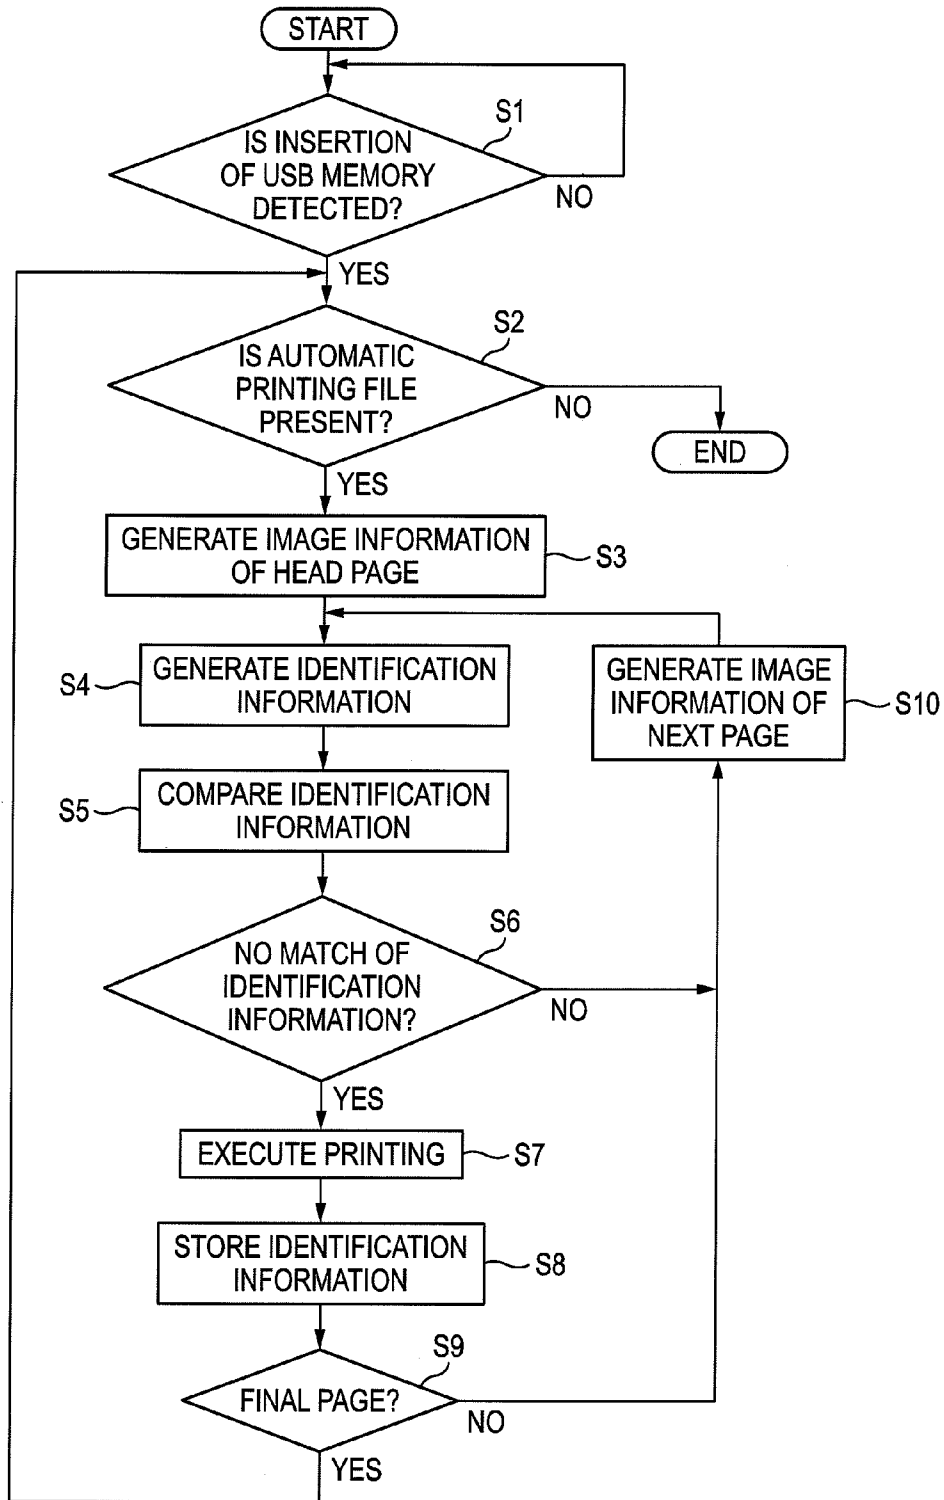 START
S1
IS INSERTION
OF USB MEMORY
DETECTED?
NO
YES
S2
IS AUTOMATIC
PRINTING FILE
PRESENT?
NO
END
YES
GENERATE IMAGE INFORMATION
OF HEAD PAGE
S3
S4
GENERATE IDENTIFICATION
INFORMATION
GENERATE IMAGE
INFORMATION OF
NEXT PAGE
S10
S5
COMPARE IDENTIFICATION
INFORMATION
S6
NO MATCH OF
IDENTIFICATION
INFORMATION?
NO
YES
EXECUTE PRINTING
S7
STORE IDENTIFICATION
INFORMATION
S8
S9
FINAL PAGE?
NO
YES